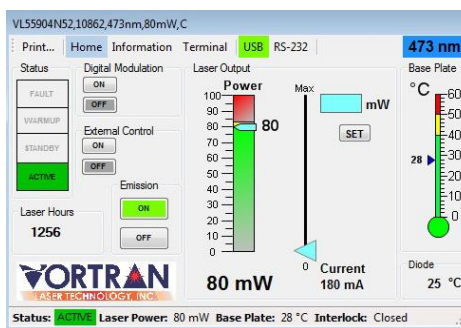 VL55904N52,10862,473nm,80mW,C
Print... Home Information Terminal USB RS-232 473 nm
Status Digital Modulation Laser Output Base Plate
FAULT
WARMUP
STANDBY
ACTIVE
ON
OFF
External Control
ON
OFF
Emission
ON
OFF
Laser Hours
1256
VORTRAN
LASER TECHNOLOGY, INC.
Power
100
90
80
70
60
50
40
30
20
10
0
80
80 mW
Max
0
mW
SET
Current
180 mA
°C
60
50
40
30
20
10
0
28
Diode
25 °C
Status: ACTIVE Laser Power: 80 mW Base Plate: 28 °C Interlock: Closed